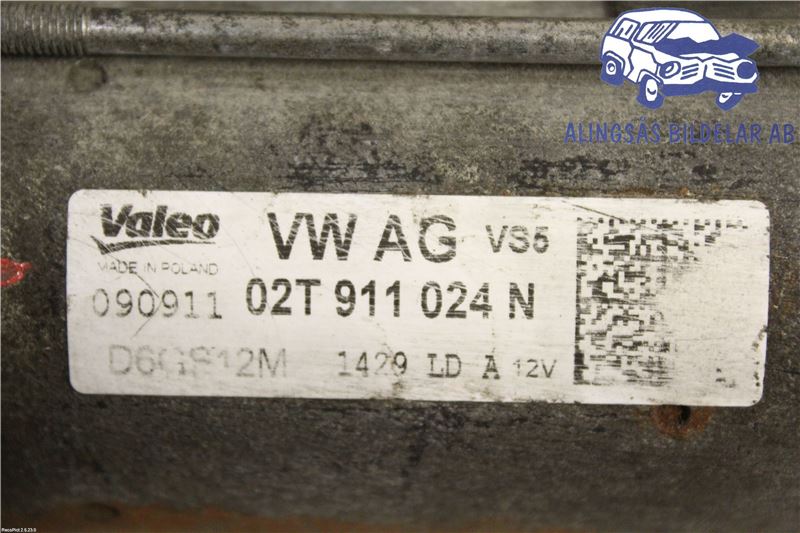 ALINGSÅS BILDELAR AB
Valeo VW AG VS5
MADE IN POLAND
090911 02T 911 024 N
D6GS12M 1429 LD A 12V